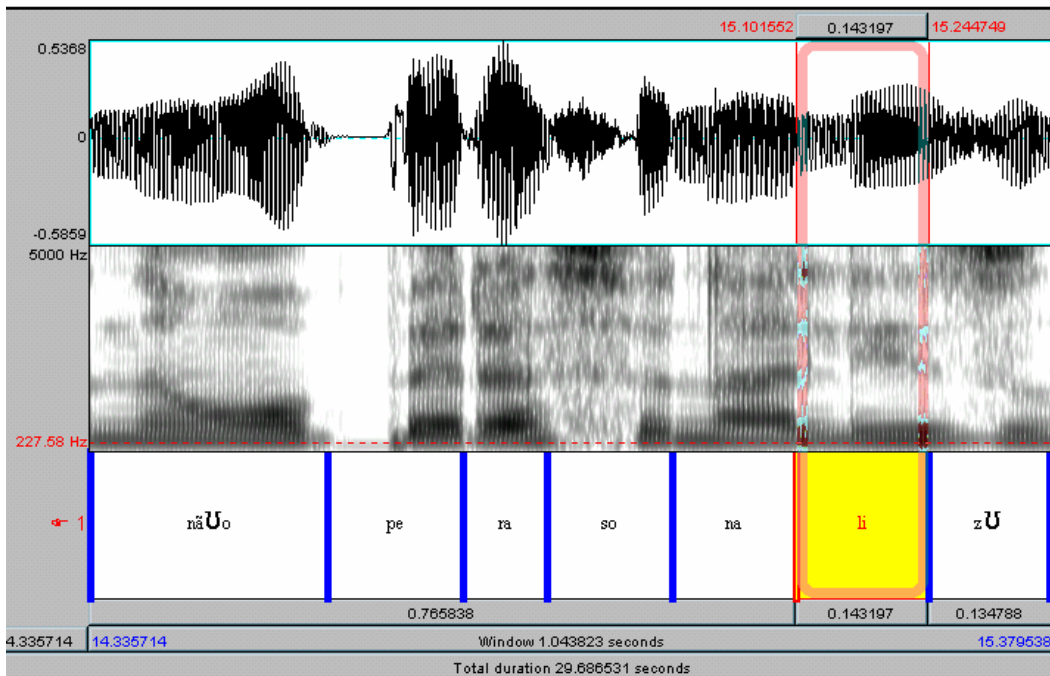 15.101552 0.143197 15.244749
0.5368
0
-0.5859
5000 Hz
227.58 Hz
1 nãƱo pe ra so na li zƱ
0.765838 0.143197 0.134788
4.335714 14.335714 Window 1.043823 seconds 15.379538
Total duration 29.686531 seconds